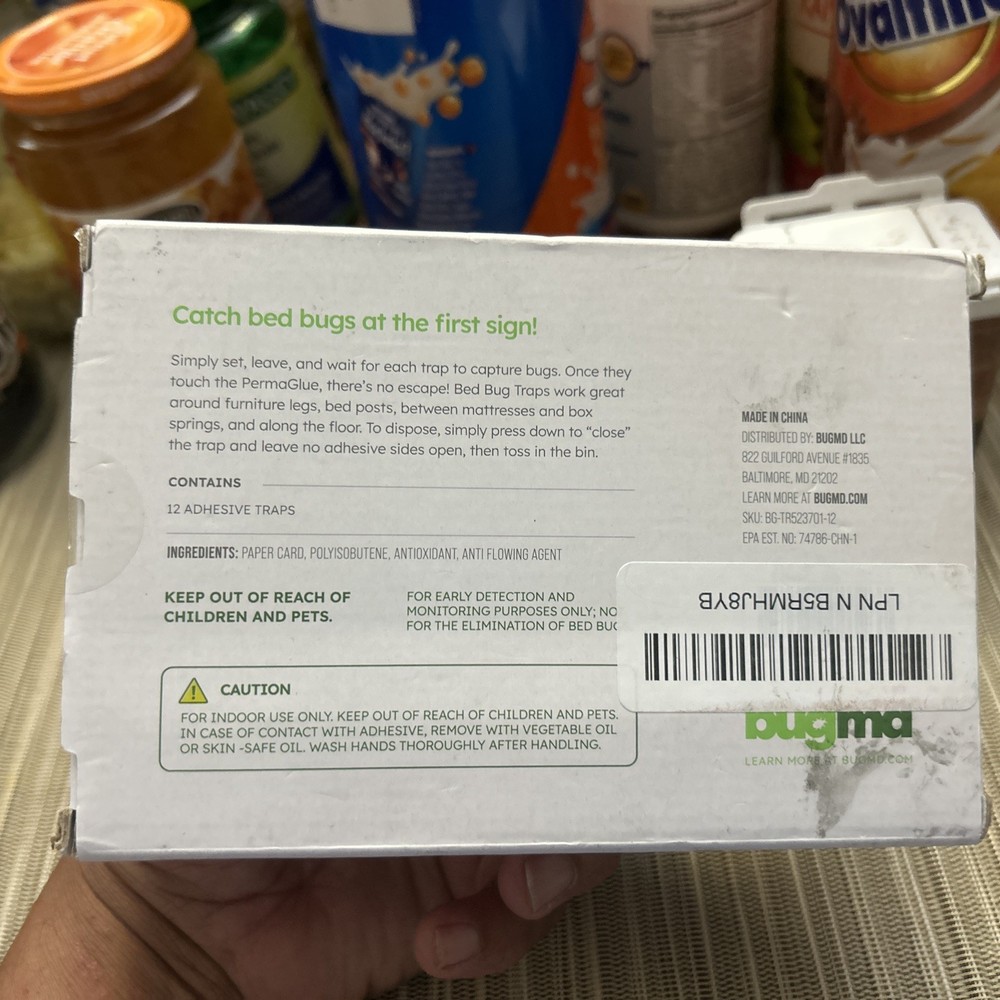 Ovaltine
Catch bed bugs at the first sign!
Simply set, leave, and wait for each trap to capture bugs. Once they
touch the PermaGlue, there's no escape! Bed Bug Traps work great
around furniture legs, bed posts, between mattresses and box
springs, and along the floor. To dispose, simply press down to “close”
the trap and leave no adhesive sides open, then toss in the bin.
CONTAINS
12 ADHESIVE TRAPS
INGREDIENTS: PAPER CARD, POLYISOBUTENE, ANTIOXIDANT, ANTI FLOWING AGENT
KEEP OUT OF REACH OF
CHILDREN AND PETS.
FOR EARLY DETECTION AND
MONITORING PURPOSES ONLY; NO
FOR THE ELIMINATION OF BED BUG
CAUTION
FOR INDOOR USE ONLY. KEEP OUT OF REACH OF CHILDREN AND PETS.
IN CASE OF CONTACT WITH ADHESIVE, REMOVE WITH VEGETABLE OIL
OR SKIN -SAFE OIL. WASH HANDS THOROUGHLY AFTER HANDLING.
MADE IN CHINA
DISTRIBUTED BY: BUGMD LLC
822 GUILFORD AVENUE #1835
BALTIMORE, MD 21202
LEARN MORE AT BUGMD.COM
SKU: BG-TR523701-12
EPA EST. NO: 74786-CHN-1
LPN N B5RMHJ8YB
bugmd
LEARN MORE AT BUGMD.COM